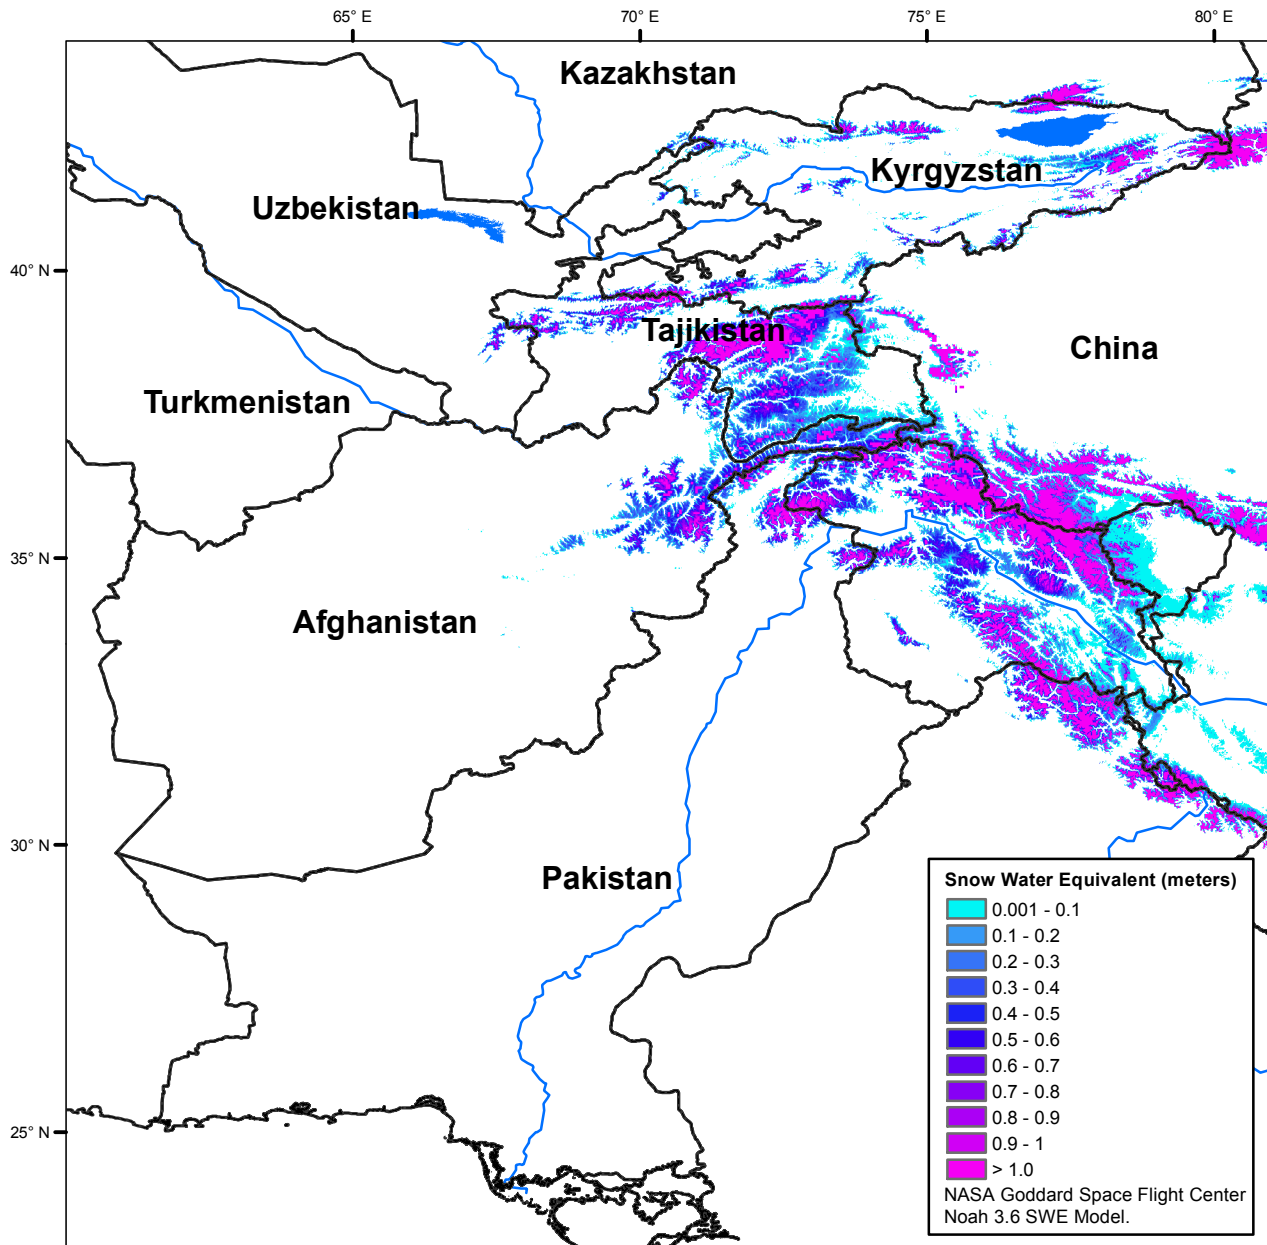 65° E
70° E
75° E
80° E
Kazakhstan
Kyrgyzstan
Uzbekistan
40° N
Tajikistan
China
Turkmenistan
35° N
Afghanistan
30° N
Pakistan
25° N
Snow Water Equivalent (meters)
0.001 - 0.1
0.1 - 0.2
0.2 - 0.3
0.3 - 0.4
0.4 - 0.5
0.5 - 0.6
0.6 - 0.7
0.7 - 0.8
0.8 - 0.9
0.9 - 1
> 1.0
NASA Goddard Space Flight Center
Noah 3.6 SWE Model.